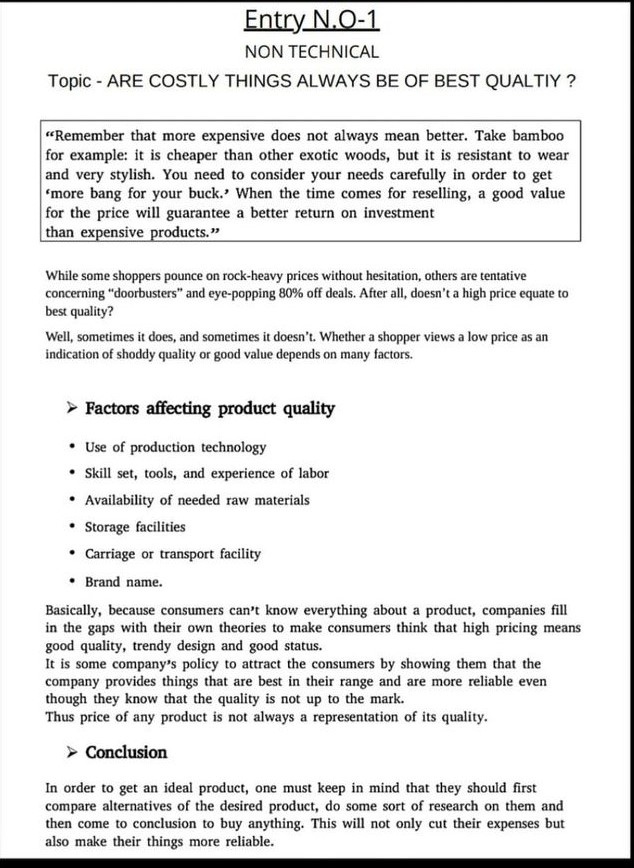 Entry N.O-1
NON TECHNICAL
Topic - ARE COSTLY THINGS ALWAYS BE OF BEST QUALTIY ?
“Remember that more expensive does not always mean better. Take bamboo
for example: it is cheaper than other exotic woods, but it is resistant to wear
and very stylish. You need to consider your needs carefully in order to get
‘more bang for your buck.’ When the time comes for reselling, a good value
for the price will guarantee a better return on investment
than expensive products.”
While some shoppers pounce on rock-heavy prices without hesitation, others are tentative
concerning “doorbusters” and eye-popping 80% off deals. After all, doesn’t a high price equate to
best quality?
Well, sometimes it does, and sometimes it doesn’t. Whether a shopper views a low price as an
indication of shoddy quality or good value depends on many factors.
➢ Factors affecting product quality
• Use of production technology
• Skill set, tools, and experience of labor
• Availability of needed raw materials
• Storage facilities
• Carriage or transport facility
• Brand name.
Basically, because consumers can’t know everything about a product, companies fill
in the gaps with their own theories to make consumers think that high pricing means
good quality, trendy design and good status.
It is some company’s policy to attract the consumers by showing them that the
company provides things that are best in their range and are more reliable even
though they know that the quality is not up to the mark.
Thus price of any product is not always a representation of its quality.
➢ Conclusion
In order to get an ideal product, one must keep in mind that they should first
compare alternatives of the desired product, do some sort of research on them and
then come to conclusion to buy anything. This will not only cut their expenses but
also make their things more reliable.